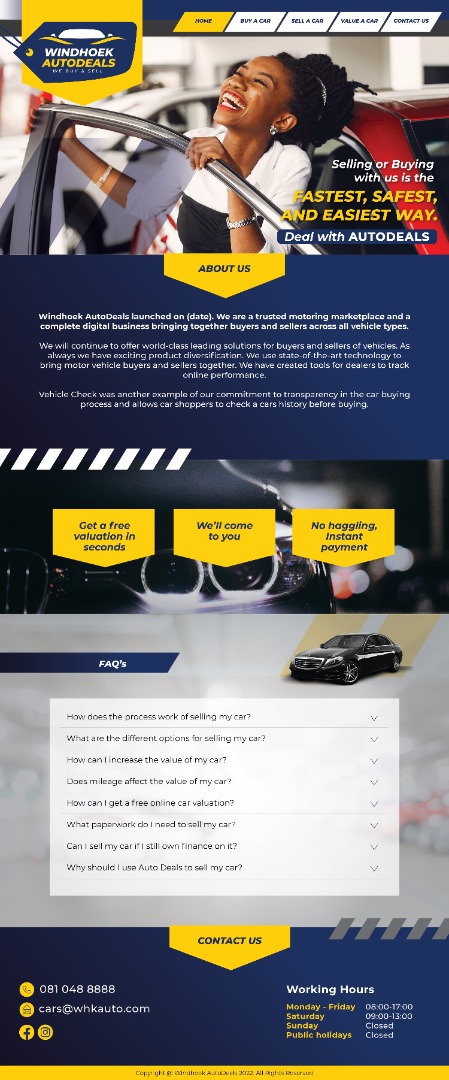 WINDHOEK
AUTODEALS
WE BUY & SELL
HOME
BUY A CAR
SELL A CAR
VALUE A CAR
CONTACT US
Selling or Buying
with us is the
FASTEST, SAFEST,
AND EASIEST WAY.
Deal with AUTODEALS
ABOUT US
Windhoek AutoDeals launched on (date). We are a trusted motoring marketplace and a
complete digital business bringing together buyers and sellers across all vehicle types.
We will continue to offer world-class leading solutions for buyers and sellers of vehicles. As
always we have exciting product diversification. We use state-of-the-art technology to
bring motor vehicle buyers and sellers together. We have created tools for dealers to track
online performance.
Vehicle Check was another example of our commitment to transparency in the car buying
process and allows car shoppers to check a cars history before buying.
Get a free
valuation in
seconds
We'll come
to you
No haggling,
Instant
payment
FAQ's
How does the process work of selling my car?
What are the different options for selling my car?
How can I increase the value of my car?
Does mileage affect the value of my car?
How can I get a free online car valuation?
What paperwork do I need to sell my car?
Can I sell my car if I still own finance on it?
Why should I use Auto Deals to sell my car?
CONTACT US
081 048 8888
cars@whkauto.com
Working Hours
Monday - Friday 08:00-17:00
Saturday 09:00-13:00
Sunday Closed
Public holidays Closed
Copyright @ Windhoek AutoDeals 2022. All Rights Reserved